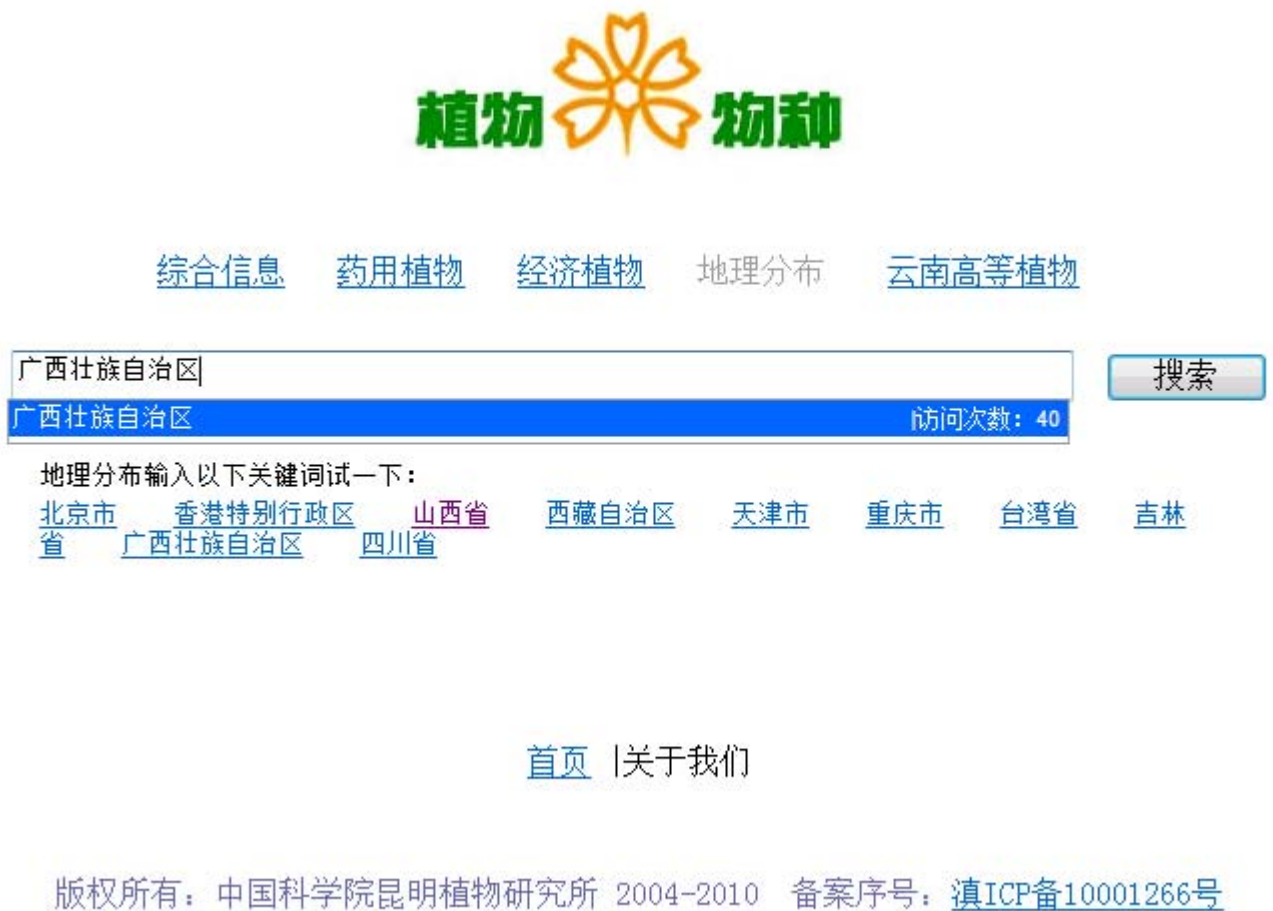 植物 物种
综合信息 药用植物 经济植物 地理分布 云南高等植物
广西壮族自治区 搜索
广西壮族自治区 访问次数：40
地理分布输入以下关键词试一下：
北京市 香港特别行政区 山西省 西藏自治区 天津市 重庆市 台湾省 吉林
省 广西壮族自治区 四川省
首页 |关于我们
版权所有：中国科学院昆明植物研究所 2004-2010 备案序号：滇ICP备10001266号